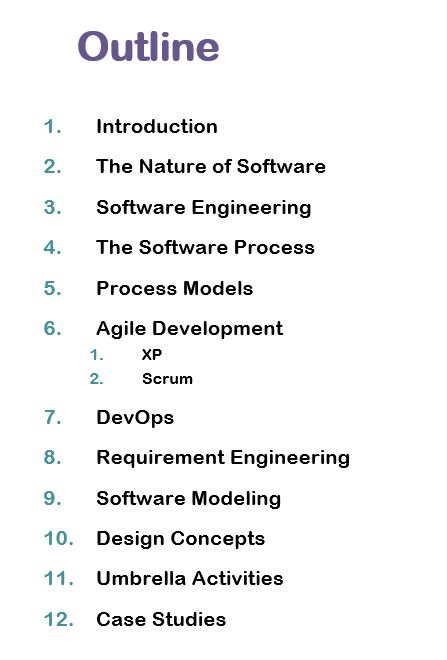 Outline
1. Introduction
2. The Nature of Software
3. Software Engineering
4. The Software Process
5. Process Models
6. Agile Development
1. XP
2. Scrum
7. DevOps
8. Requirement Engineering
9. Software Modeling
10. Design Concepts
11. Umbrella Activities
12. Case Studies